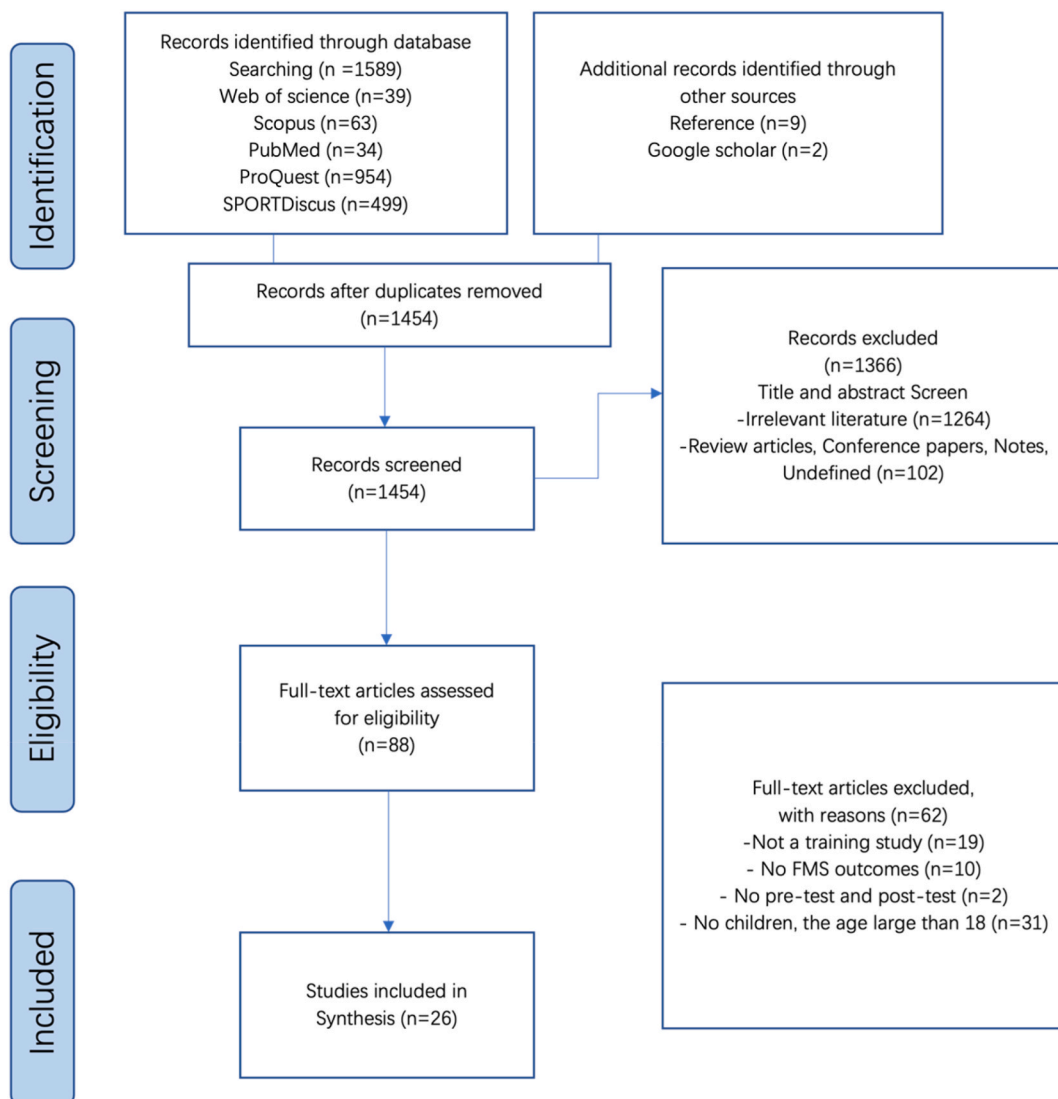 Identification
Records identified through database
Searching (n =1589)
Web of science (n=39)
Scopus (n=63)
PubMed (n=34)
ProQuest (n=954)
SPORTDiscus (n=499)
Additional records identified through
other sources
Reference (n=9)
Google scholar (n=2)
Records after duplicates removed
(n=1454)
Screening
Records screened
(n=1454)
Records excluded
(n=1366)
Title and abstract Screen
-Irrelevant literature (n=1264)
-Review articles, Conference papers, Notes,
Undefined (n=102)
Eligibility
Full-text articles assessed
for eligibility
(n=88)
Full-text articles excluded,
with reasons (n=62)
-Not a training study (n=19)
- No FMS outcomes (n=10)
- No pre-test and post-test (n=2)
- No children, the age large than 18 (n=31)
Included
Studies included in
Synthesis (n=26)